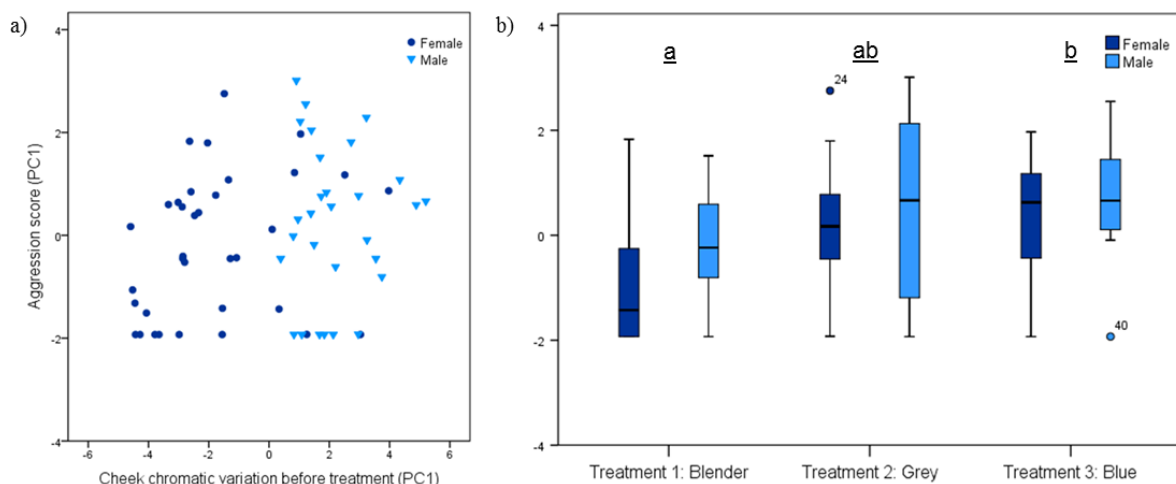 a)
Female
Male
4
2
0
-2
-4
Aggression score (PC1)
-6
-4
-2
0
2
4
6
Cheek chromatic variation before treatment (PC1)
b)
a
ab
b
Female
Male
24
40
4
2
0
-2
-4
Treatment 1: Blender
Treatment 2: Grey
Treatment 3: Blue